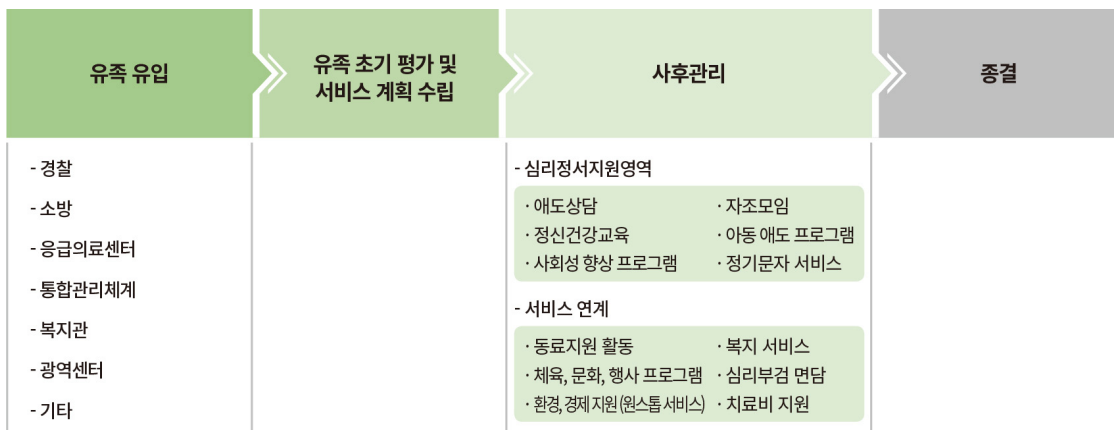 유족 유입
유족 초기 평가 및
서비스 계획 수립
사후관리
종결
- 경찰
- 소방
- 응급의료센터
- 통합관리체계
- 복지관
- 광역센터
- 기타
- 심리정서지원영역
· 애도상담
· 자조모임
· 정신건강교육
· 아동 애도 프로그램
· 사회성 향상 프로그램
· 정기문자 서비스
- 서비스 연계
· 동료지원 활동
· 복지 서비스
· 체육, 문화, 행사 프로그램
· 심리부검 면담
· 환경, 경제 지원 (원스톱 서비스)
· 치료비 지원